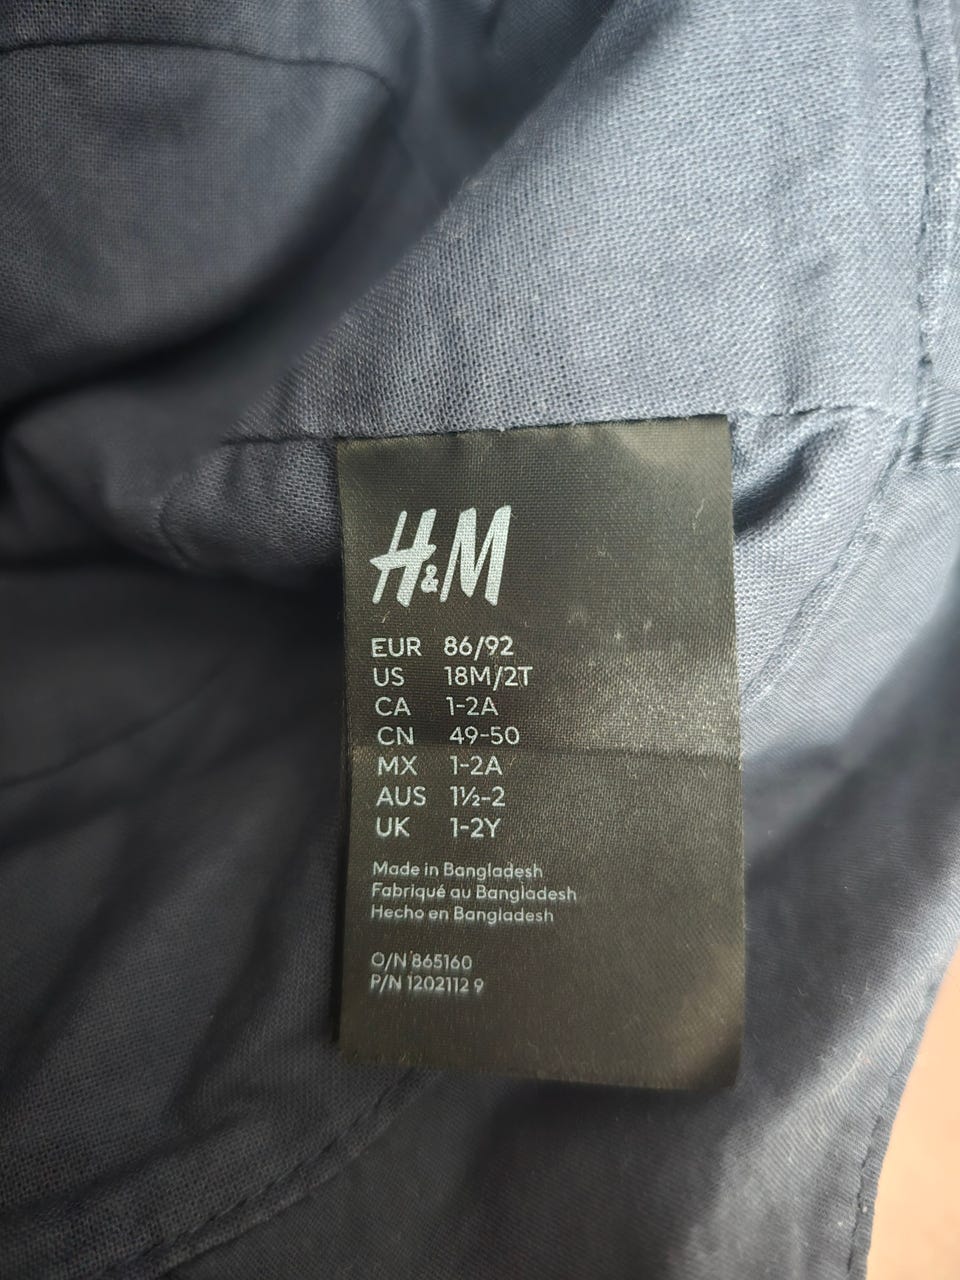 H&M
EUR 86/92
US 18M/2T
CA 1-2A
CN 49-50
MX 1-2A
AUS 1½-2
UK 1-2Y
Made in Bangladesh
Fabriqué au Bangladesh
Hecho en Bangladesh
O/N 865160
P/N 1202112 9